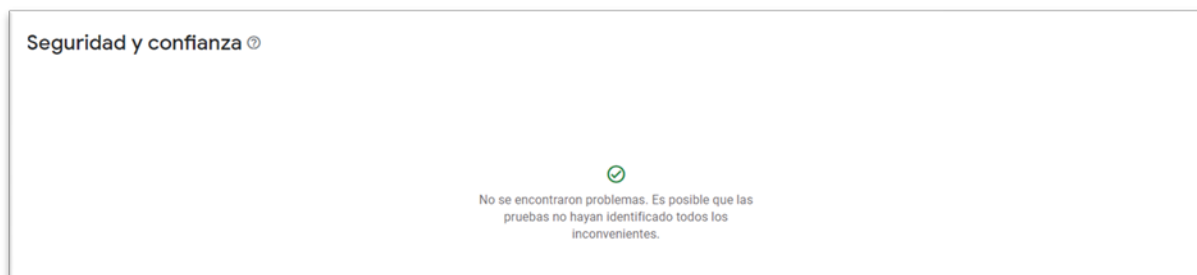 Seguridad y confianza
No se encontraron problemas. Es posible que las
pruebas no hayan identificado todos los
inconvenientes.